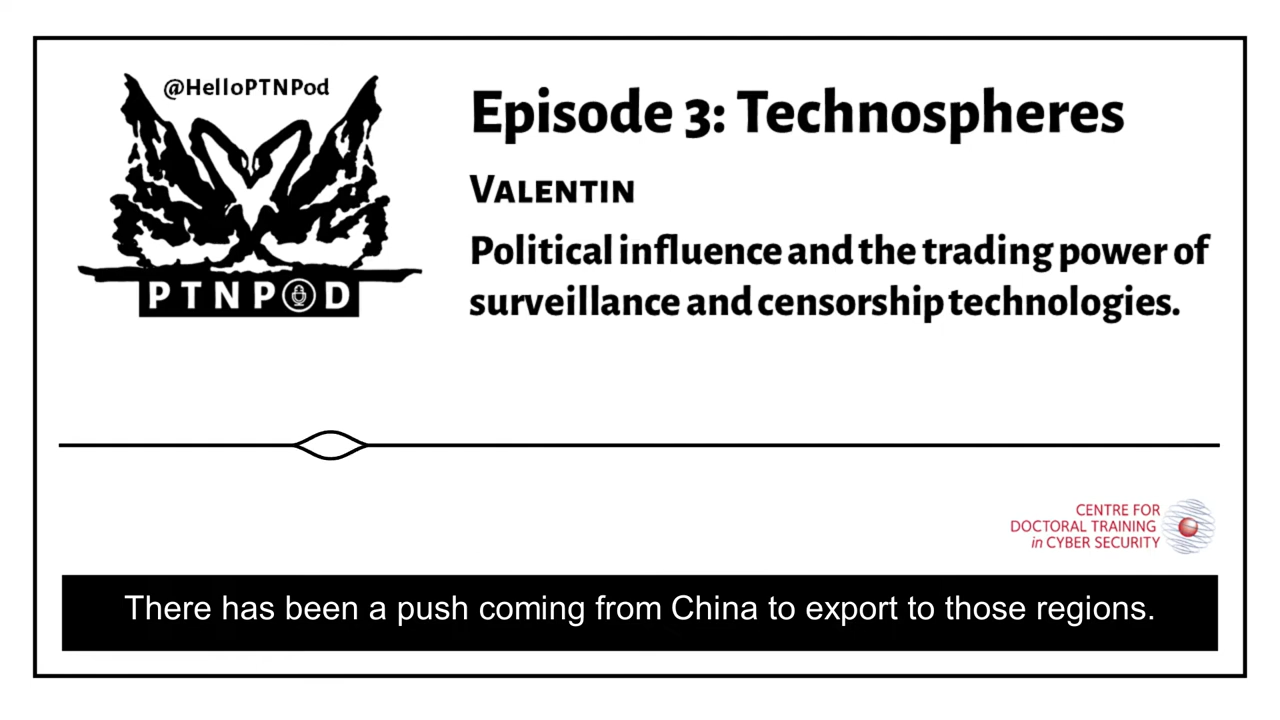 @HelloPTNPod
PTNPOD
Episode 3: Technospheres
VALENTIN
Political influence and the trading power of
surveillance and censorship technologies.
CENTRE FOR
DOCTORAL TRAINING
in CYBER SECURITY
There has been a push coming from China to export to those regions.